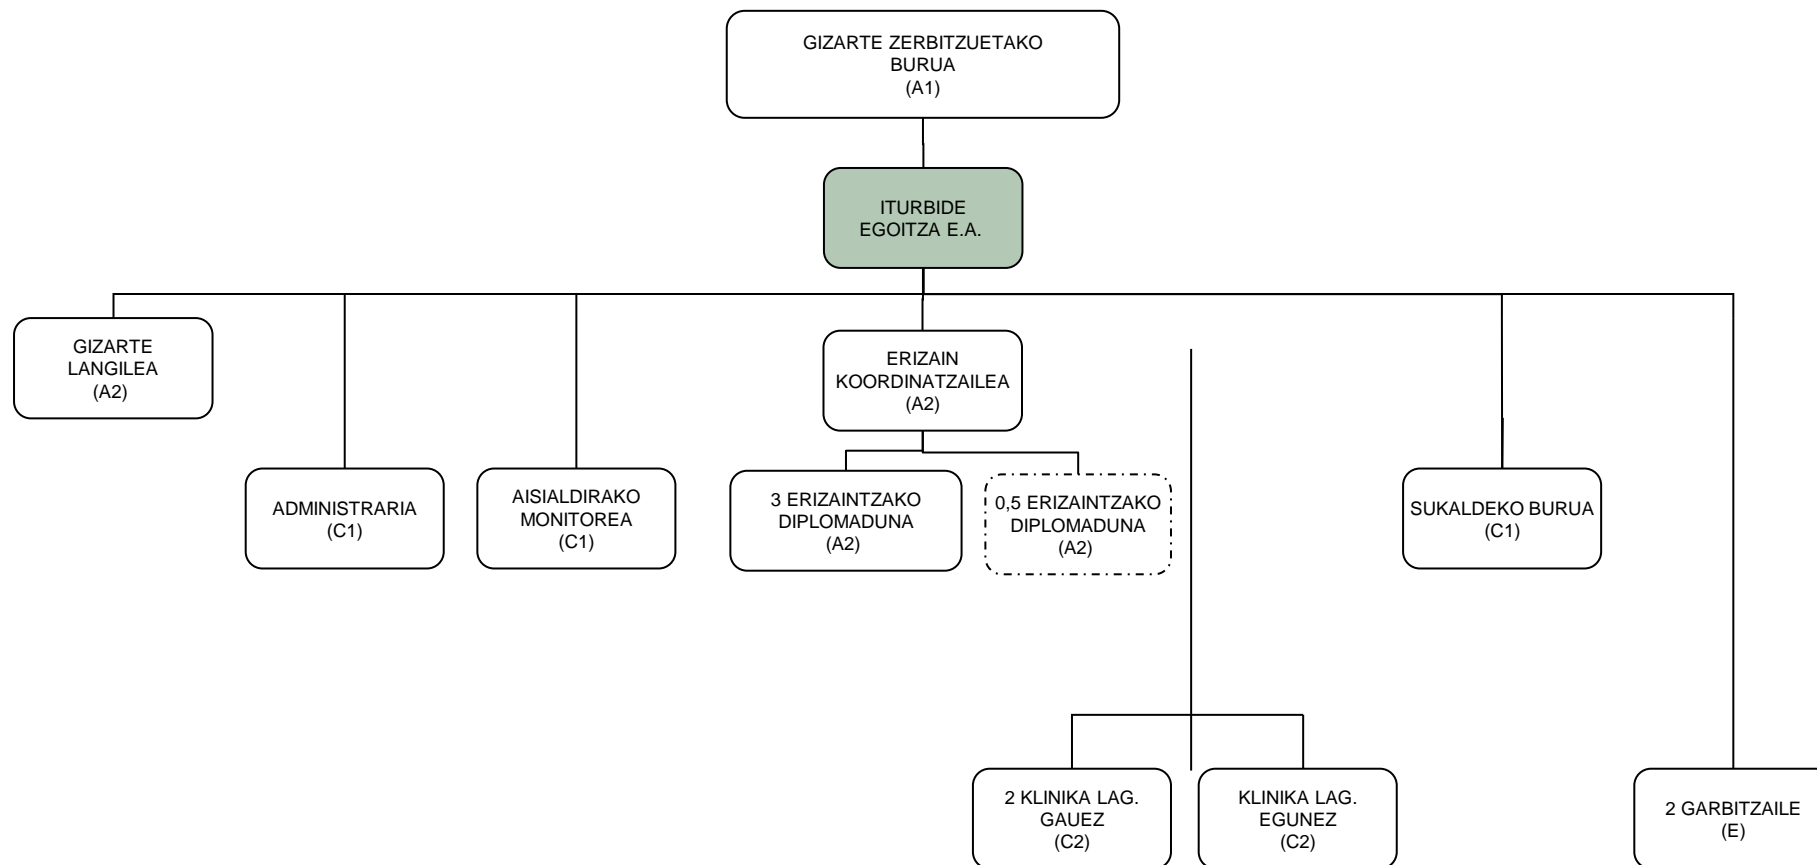 GIZARTE ZERBITZUETAKO
BURUA
(A1)
ITURBIDE
EGOITZA E.A.
GIZARTE
LANGILEA
(A2)
ERIZAIN
KOORDINATZAILEA
(A2)
ADMINISTRARIA
(C1)
AISIALDIRAKO
MONITOREA
(C1)
3 ERIZAINTZAKO
DIPLOMADUNA
(A2)
0,5 ERIZAINTZAKO
DIPLOMADUNA
(A2)
SUKALDEKO BURUA
(C1)
2 KLINIKA LAG.
GAUEZ
(C2)
KLINIKA LAG.
EGUNEZ
(C2)
2 GARBITZAILE
(E)